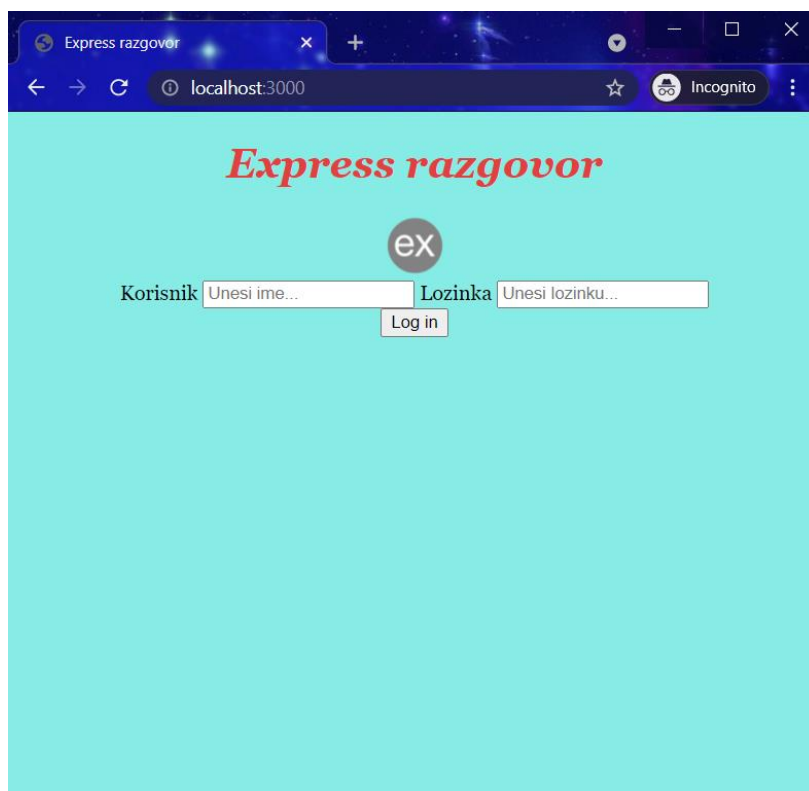 Express razgovor
localhost:3000
Incognito
Express razgovor
ex
Korisnik Unesi ime... Lozinka Unesi lozinku...
Log in